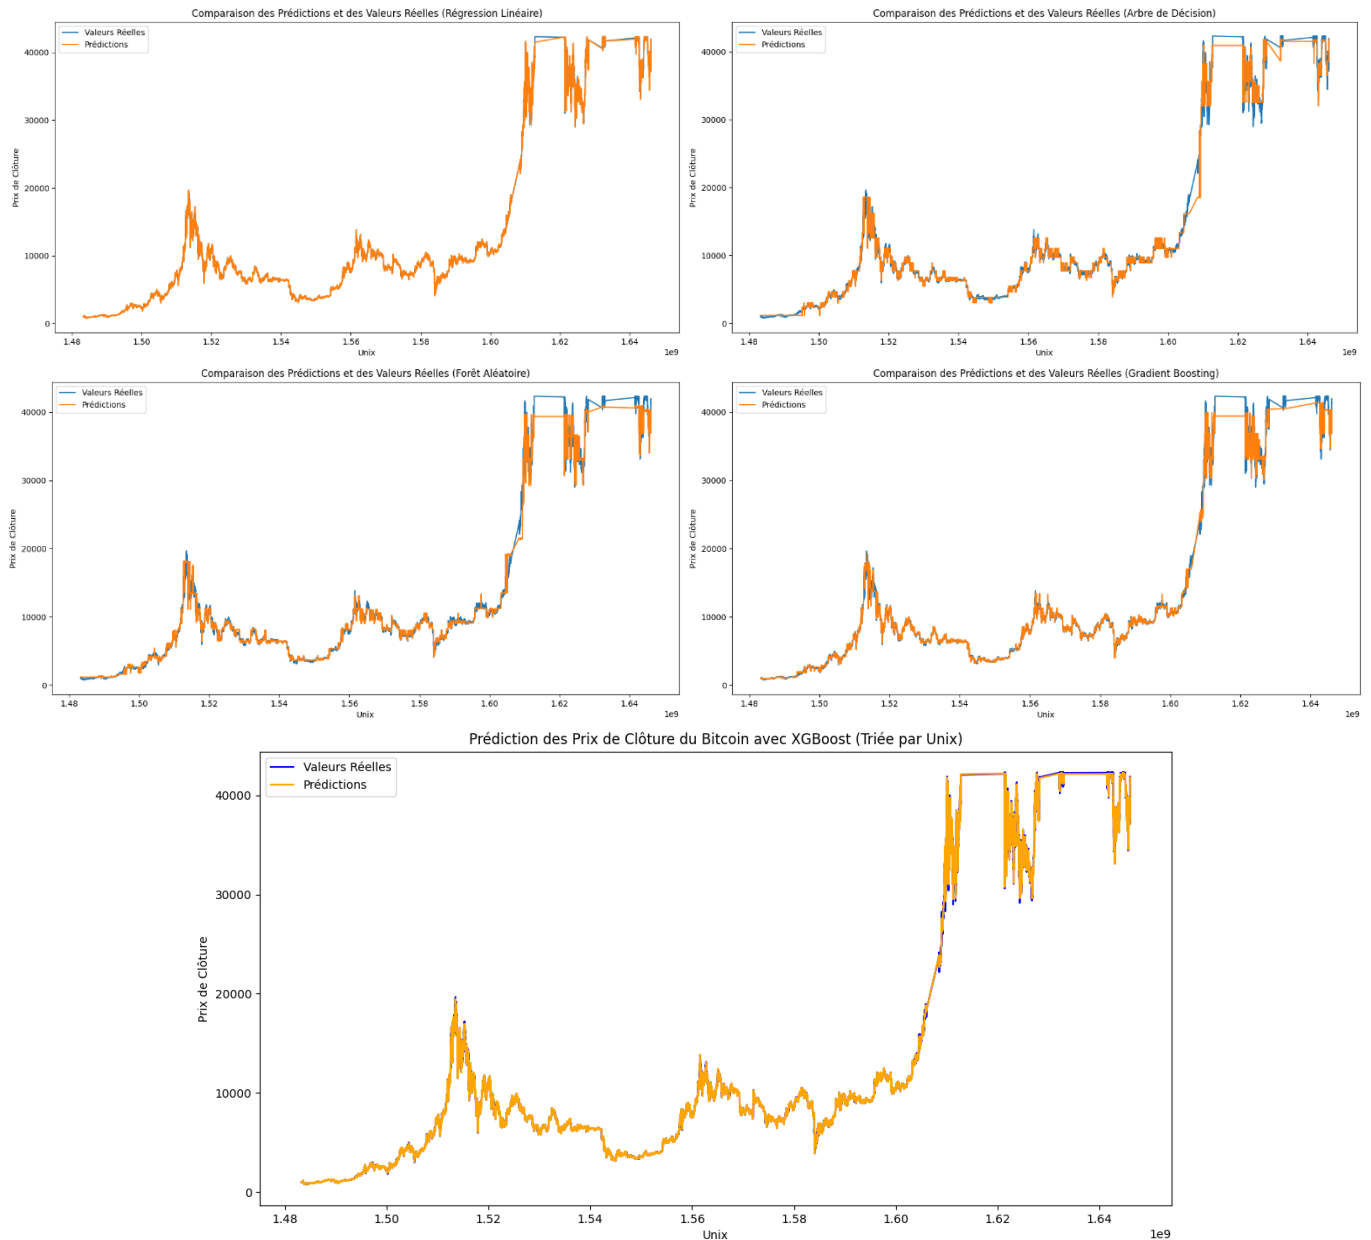 Comparaison des Prédictions et des Valeurs Réelles (Régression Linéaire)
Valeurs Réelles
Prédictions
Prix de Clôture
40000
30000
20000
10000
0
1.48 1.50 1.52 1.54 1.56 1.58 1.60 1.62 1.64
1e9
Unix
Comparaison des Prédictions et des Valeurs Réelles (Arbre de Décision)
Valeurs Réelles
Prédictions
Prix de Clôture
40000
30000
20000
10000
0
1.48 1.50 1.52 1.54 1.56 1.58 1.60 1.62 1.64
1e9
Unix
Comparaison des Prédictions et des Valeurs Réelles (Forêt Aléatoire)
Valeurs Réelles
Prédictions
Prix de Clôture
40000
30000
20000
10000
0
1.48 1.50 1.52 1.54 1.56 1.58 1.60 1.62 1.64
1e9
Unix
Comparaison des Prédictions et des Valeurs Réelles (Gradient Boosting)
Valeurs Réelles
Prédictions
Prix de Clôture
40000
30000
20000
10000
0
1.48 1.50 1.52 1.54 1.56 1.58 1.60 1.62 1.64
1e9
Unix
Prédiction des Prix de Clôture du Bitcoin avec XGBoost (Triée par Unix)
Valeurs Réelles
Prédictions
Prix de Clôture
40000
30000
20000
10000
0
1.48 1.50 1.52 1.54 1.56 1.58 1.60 1.62 1.64
1e9
Unix